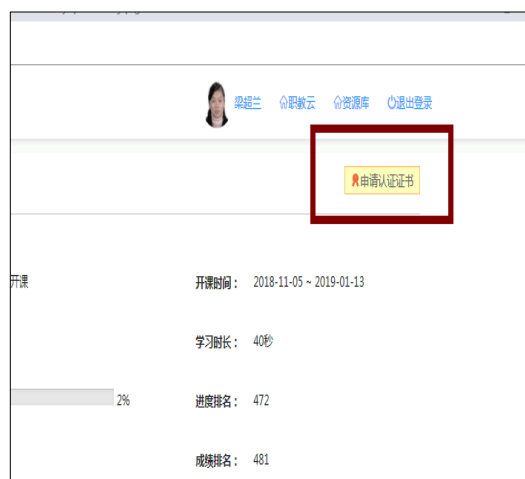 梁超兰 职教云 资源库 退出登录
申请认证证书
开课 开课时间： 2018-11-05 ~ 2019-01-13
学习时长： 40秒
2% 进度排名： 472
成绩排名： 481